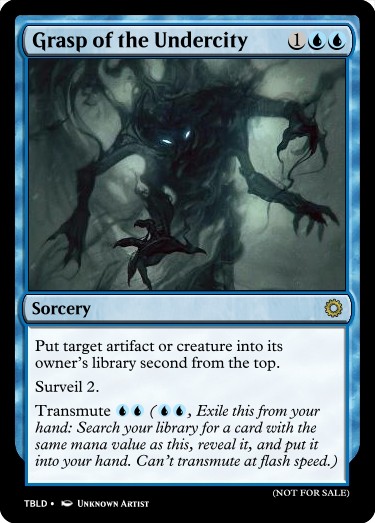 Grasp of the Undercity 1
Sorcery
Put target artifact or creature into its
owner's library second from the top.
Surveil 2.
Transmute ( , Exile this from your
hand: Search your library for a card with the
same mana value as this, reveal it, and put it
into your hand. Can't transmute at flash speed.)
(NOT FOR SALE)
TBLD • Unknown Artist